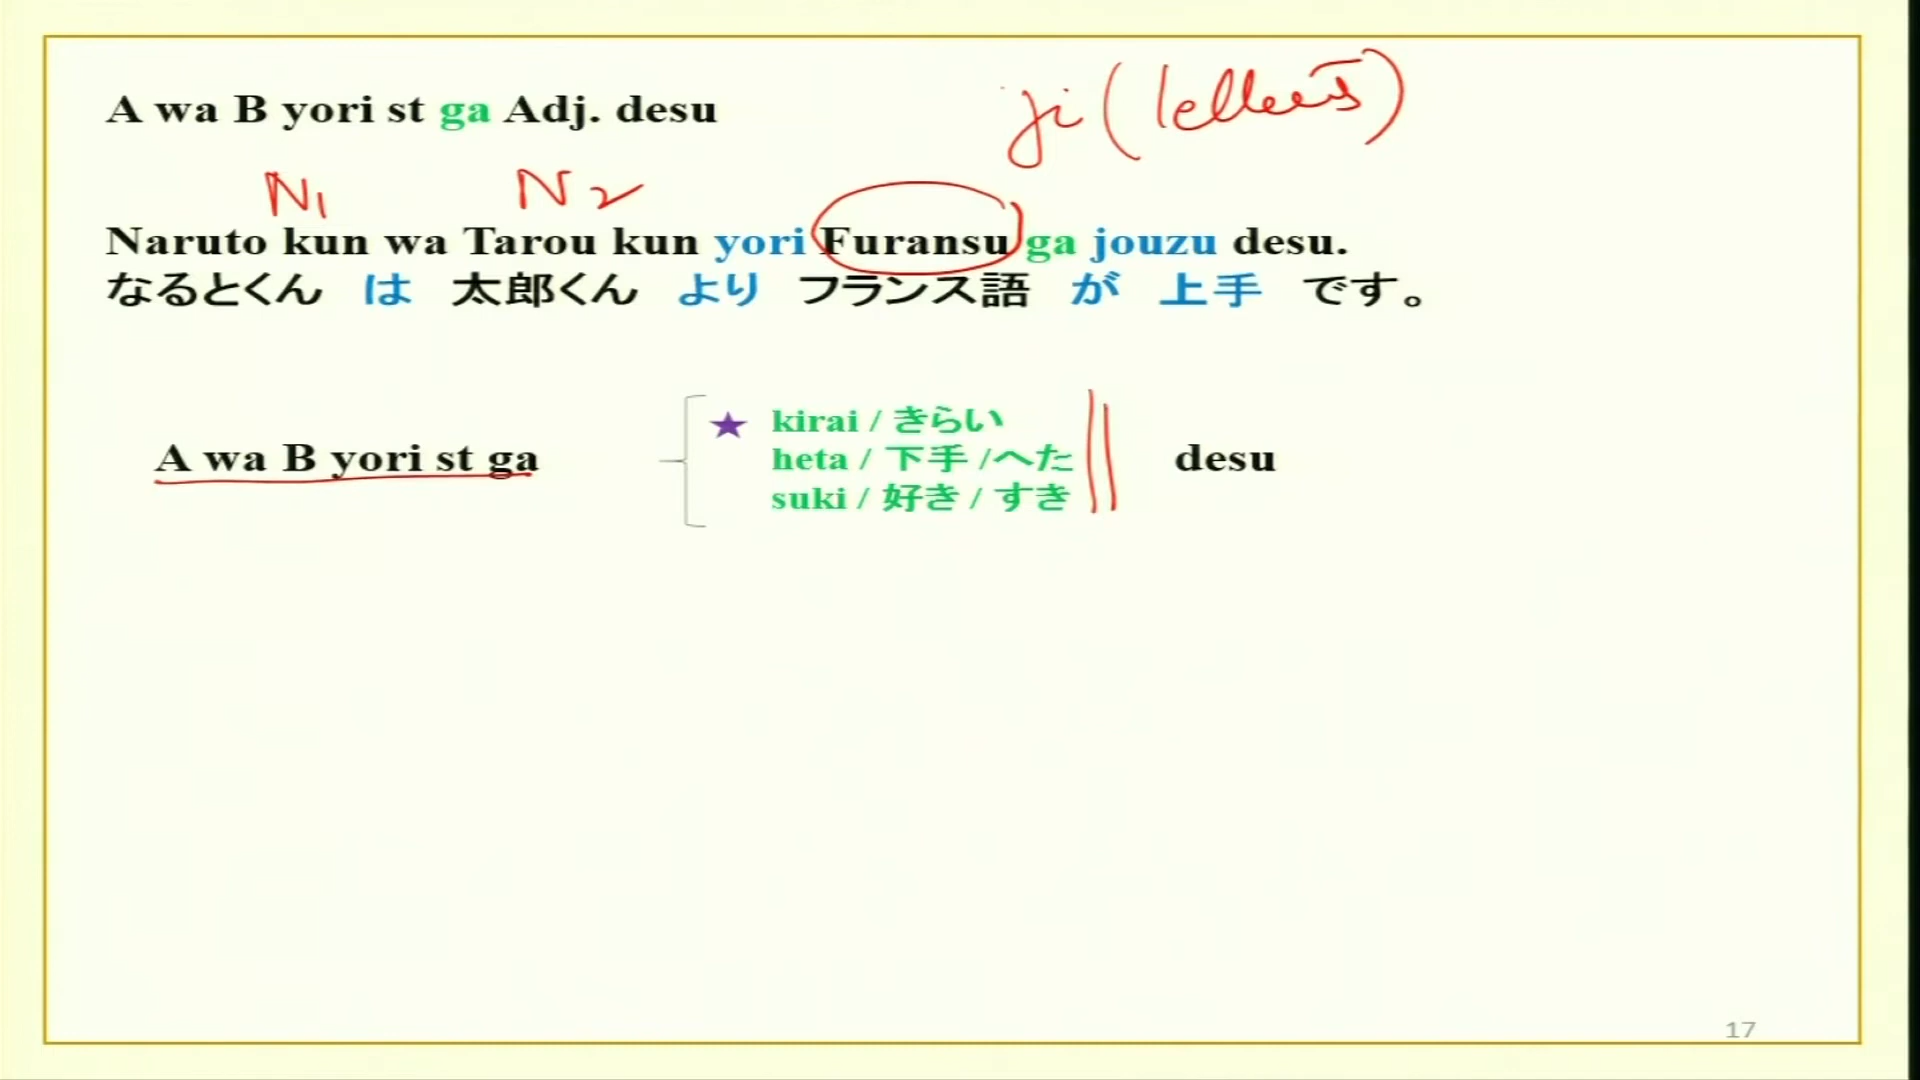 A wa B yori st ga Adj. desu
ji (letters)
N1 N2
Naruto kun wa Tarou kun yori Furansu ga jouzu desu.
なるとくん は 太郎くん より フランス語 が 上手 です。
★ kirai / きらい
A wa B yori st ga heta / 下手 /へた desu
suki / 好き / すき
17